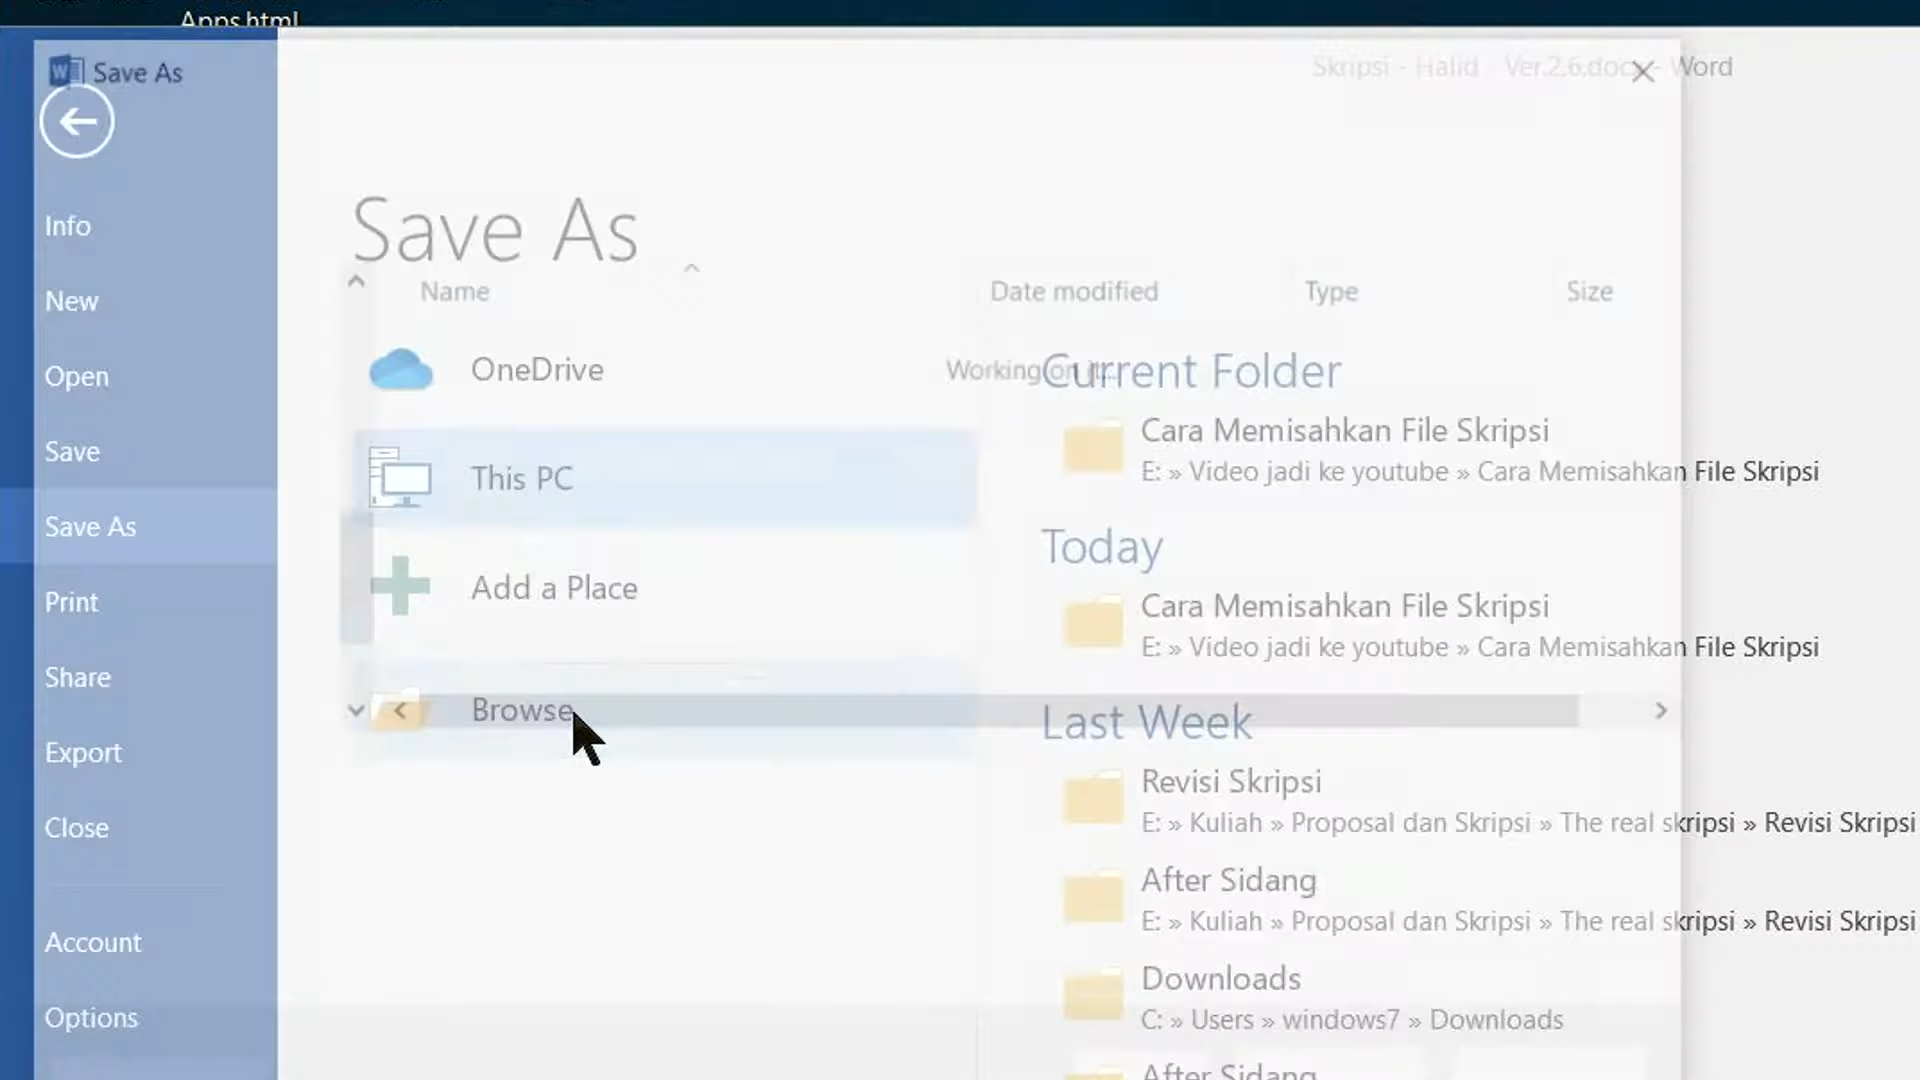 Apps.html
Save As
Skripsi - Halid - Ver.2.6.docx - Word
Info
New
Open
Save
Save As
Print
Share
Export
Close
Account
Options
Save As
Name
Date modified
Type
Size
OneDrive
This PC
Add a Place
Browse
Working on it...
Current Folder
Cara Memisahkan File Skripsi
E: » Video jadi ke youtube » Cara Memisahkan File Skripsi
Today
Cara Memisahkan File Skripsi
E: » Video jadi ke youtube » Cara Memisahkan File Skripsi
Last Week
Revisi Skripsi
E: » Kuliah » Proposal dan Skripsi » The real skripsi » Revisi Skripsi
After Sidang
E: » Kuliah » Proposal dan Skripsi » The real skripsi » Revisi Skripsi
Downloads
C: » Users » windows7 » Downloads
After Sidang